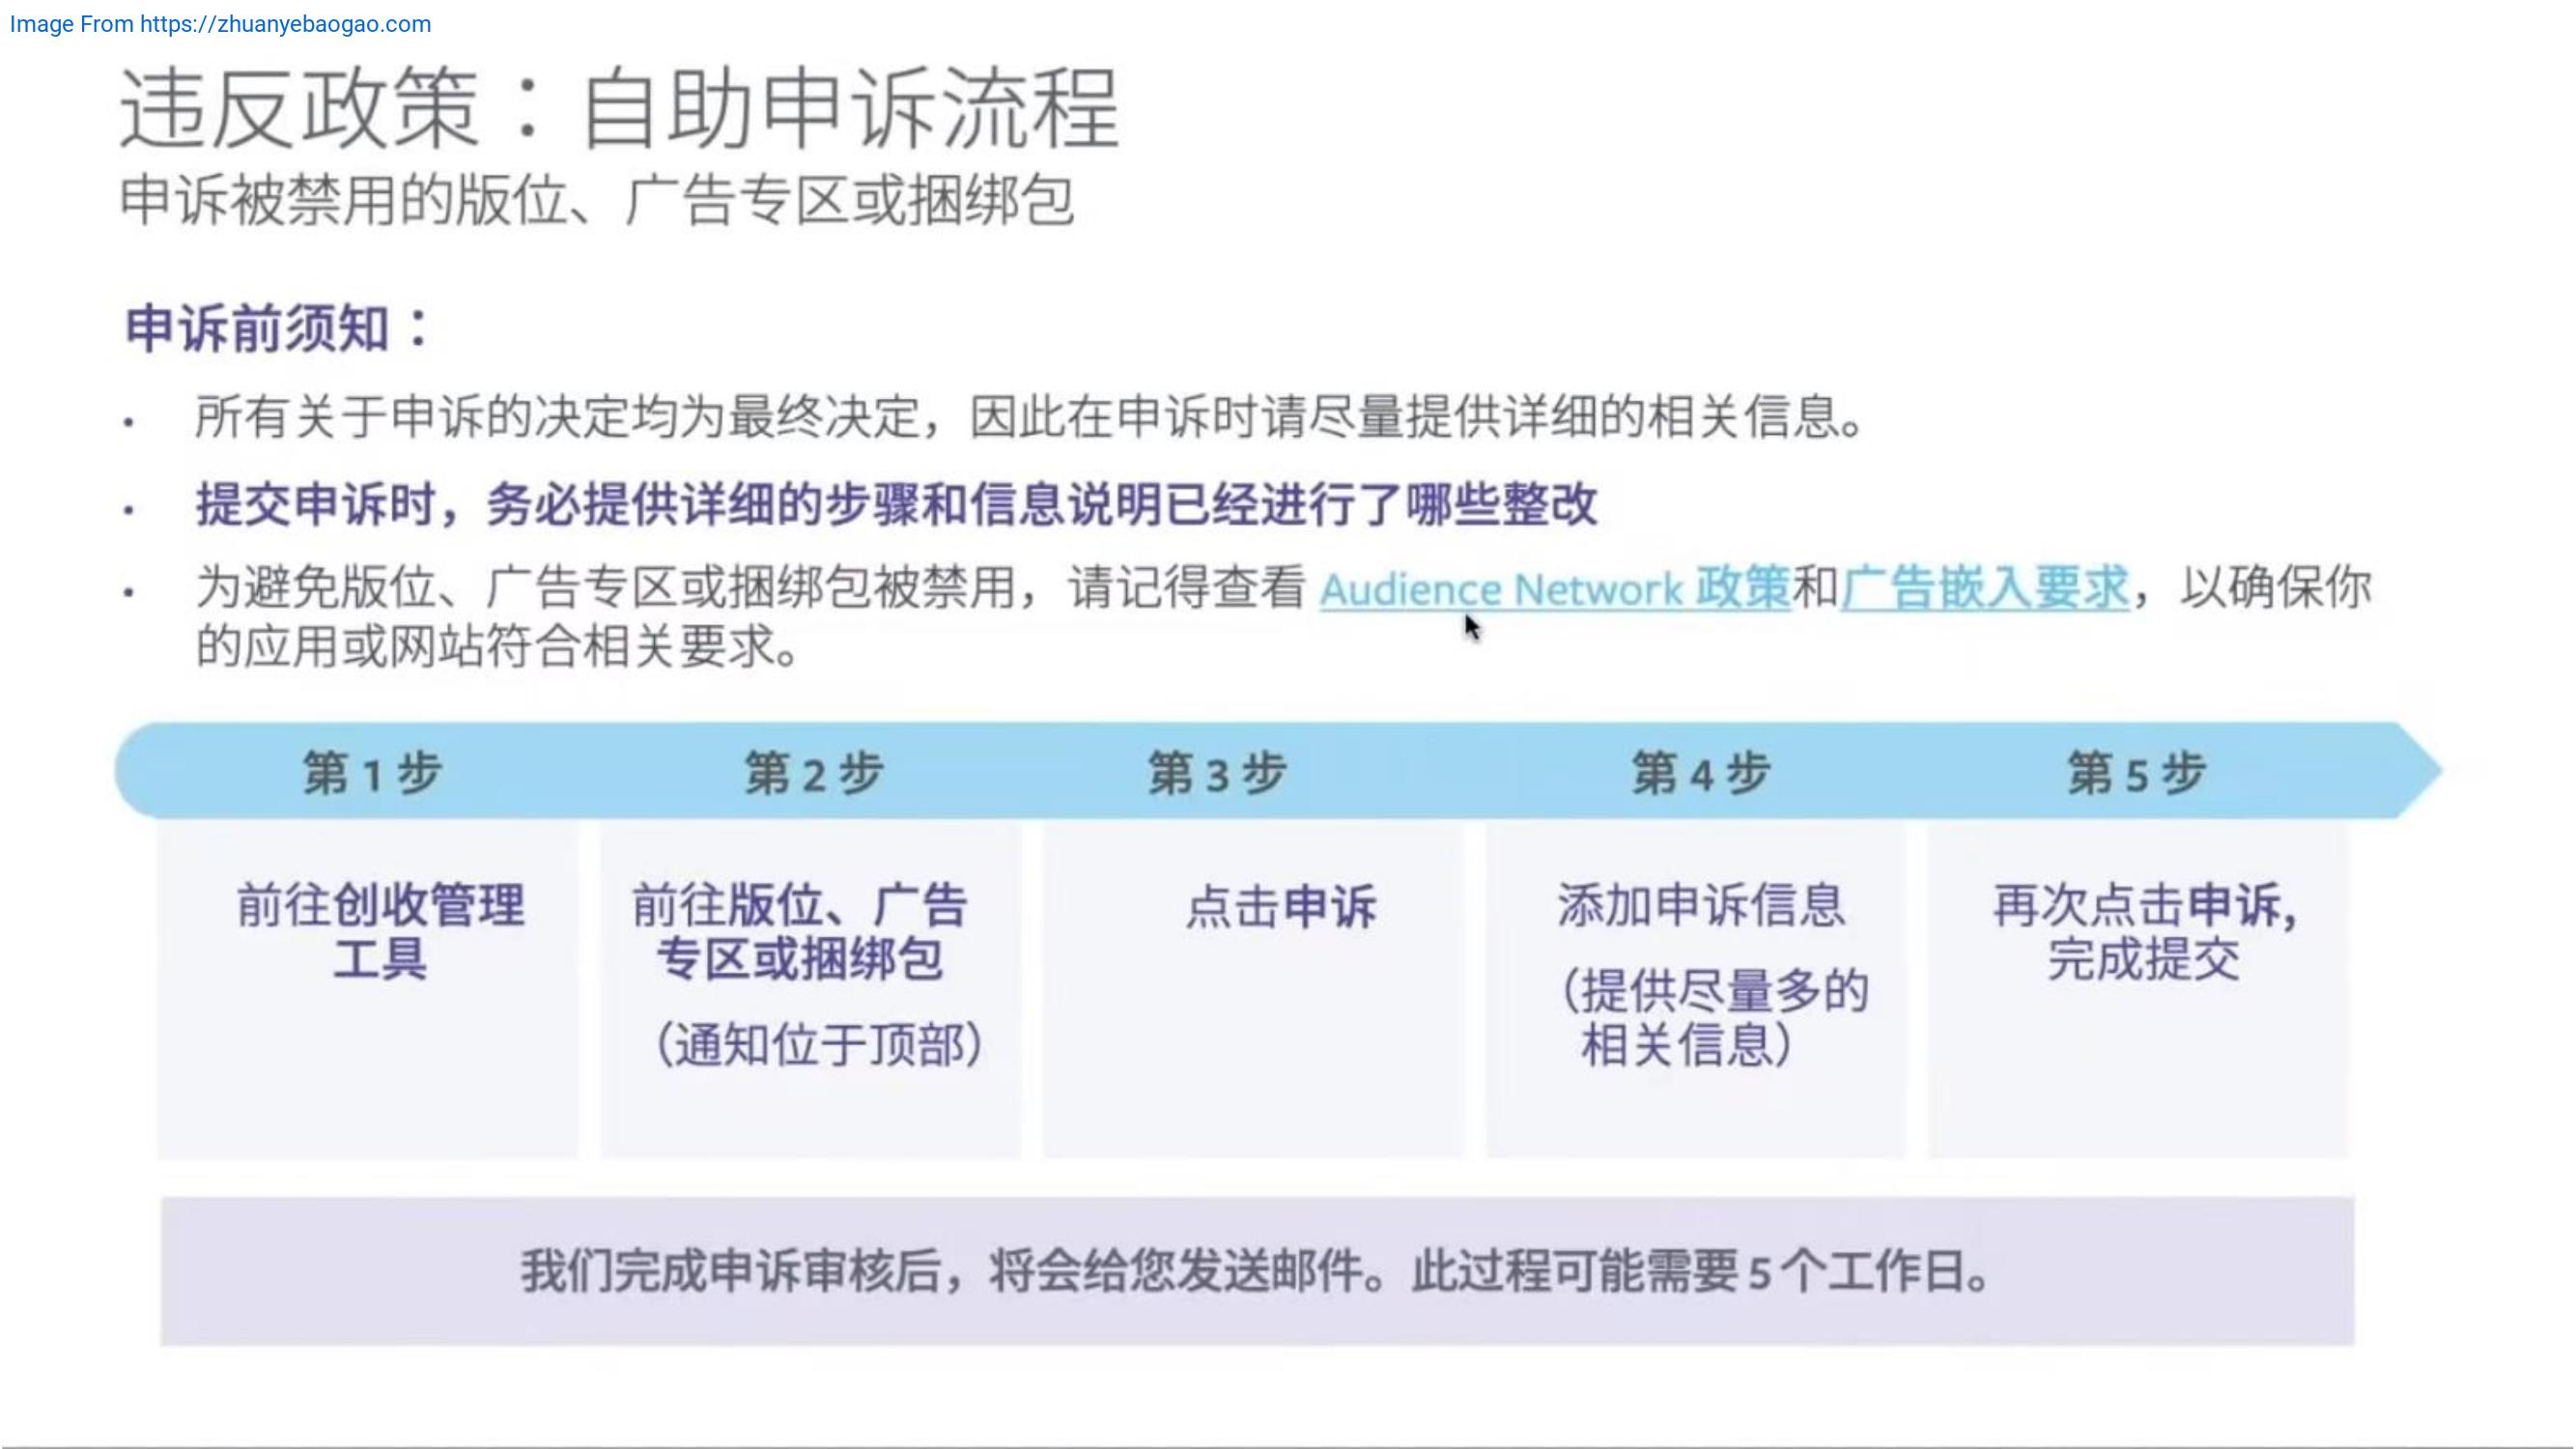 Image From https://zhuanyebaogao.com
违反政策：自助申诉流程
申诉被禁用的版位、广告专区或捆绑包
申诉前须知：
• 所有关于申诉的决定均为最终决定，因此在申诉时请尽量提供详细的相关信息。
• 提交申诉时，务必提供详细的步骤和信息说明已经进行了哪些整改
• 为避免版位、广告专区或捆绑包被禁用，请记得查看 Audience Network 政策和广告嵌入要求，以确保你
的应用或网站符合相关要求。
第 1 步
第 2 步
第 3 步
第 4 步
第 5 步
前往创收管理
工具
前往版位、广告
专区或捆绑包
（通知位于顶部）
点击申诉
添加申诉信息
（提供尽量多的
相关信息）
再次点击申诉，
完成提交
我们完成申诉审核后，将会给您发送邮件。此过程可能需要 5 个工作日。